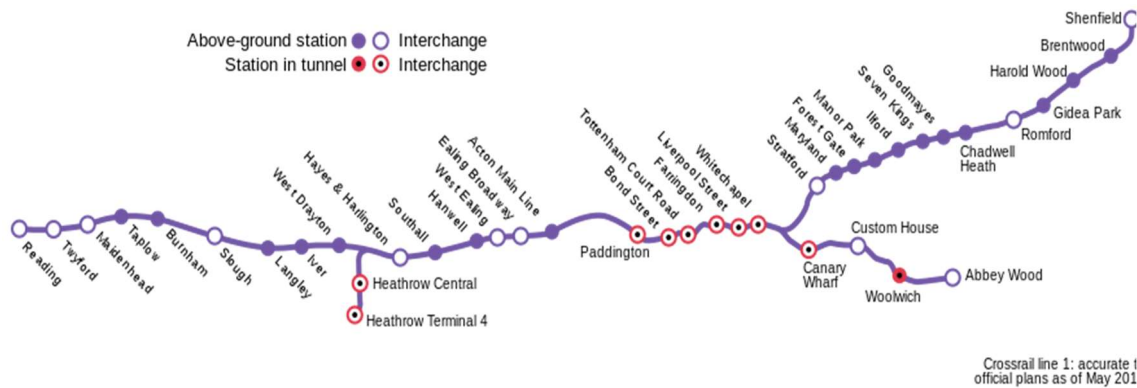 Shenfield
Above-ground station Interchange
Station in tunnel Interchange
Brentwood
Harold Wood
Gidea Park
Romford
Chadwell
Heath
Goodmayes
Seven Kings
Ilford
Manor Park
Forest Gate
Maryland
Stratford
Whitechapel
Liverpool Street
Farringdon
Tottenham Court Road
Bond Street
Paddington
Acton Main Line
Ealing Broadway
West Ealing
Hanwell
Southall
Hayes & Harlington
West Drayton
Iver
Langley
Slough
Burnham
Taplow
Maidenhead
Twyford
Reading
Heathrow Central
Heathrow Terminal 4
Custom House
Canary
Wharf
Woolwich
Abbey Wood
Crossrail line 1: accurate
official plans as of May